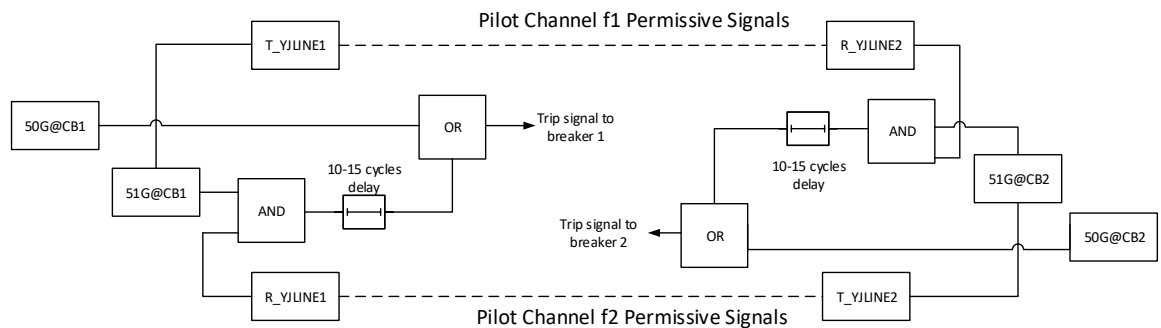 Pilot Channel f1 Permissive Signals
T_YJLINE1
R_YJLINE2
50G@CB1
OR
Trip signal to
breaker 1
AND
10-15 cycles
delay
10-15 cycles
delay
51G@CB1
AND
51G@CB2
Trip signal to
breaker 2
OR
50G@CB2
R_YJLINE1
T_YJLINE2
Pilot Channel f2 Permissive Signals